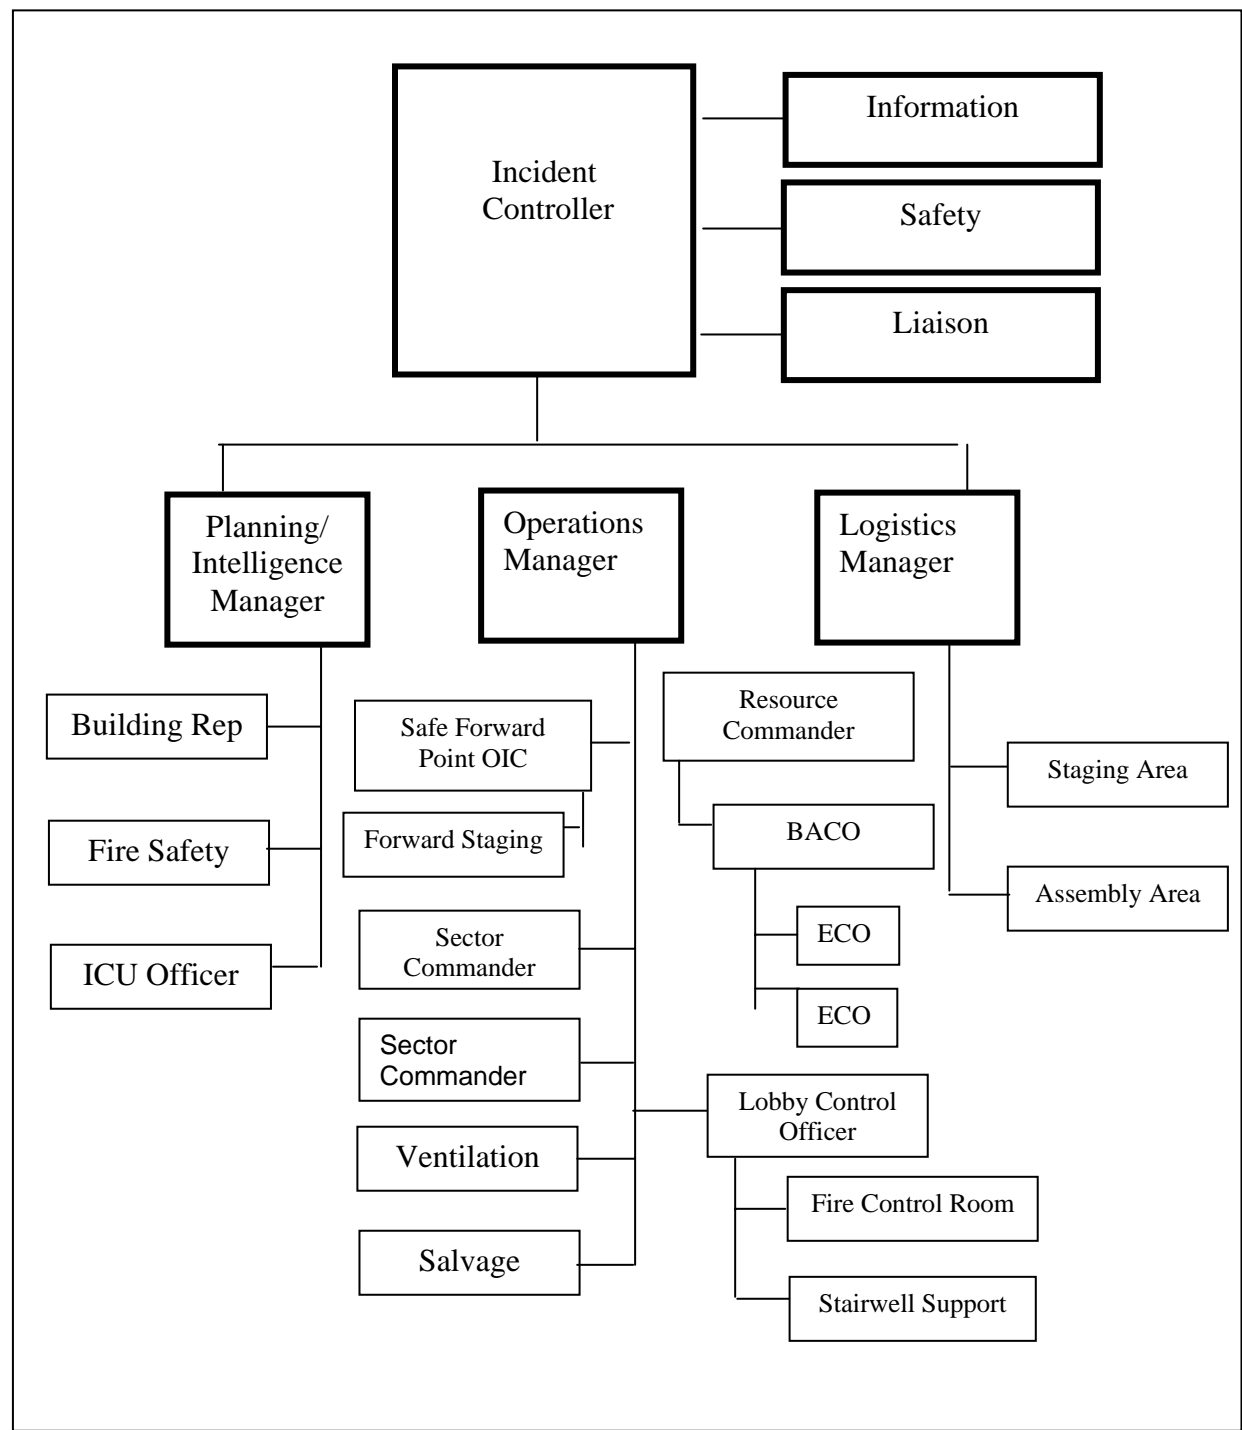 Incident
Controller
Information
Safety
Liaison
Planning/
Intelligence
Manager
Operations
Manager
Logistics
Manager
Building Rep
Fire Safety
ICU Officer
Safe Forward
Point OIC
Forward Staging
Sector
Commander
Sector
Commander
Ventilation
Salvage
Resource
Commander
BACO
ECO
ECO
Lobby Control
Officer
Fire Control Room
Stairwell Support
Staging Area
Assembly Area